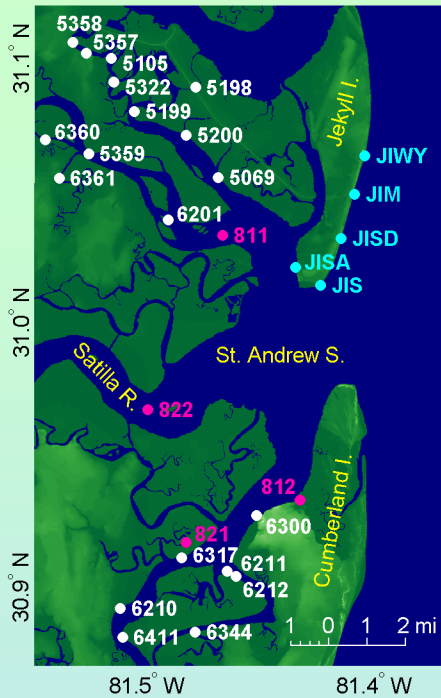 31.1° N
5358
5357
5105
5322
5198
5199
5200
6360
5359
6361
5069
6201
811
Jekyll I.
JIWY
JIM
JISD
JISA
JIS
31.0° N
St. Andrew S.
Satilla R.
822
812
6300
Cumberland I.
821
6317
6211
6212
30.9° N
6210
6411
6344
1 0 1 2 mi
81.5° W
81.4° W